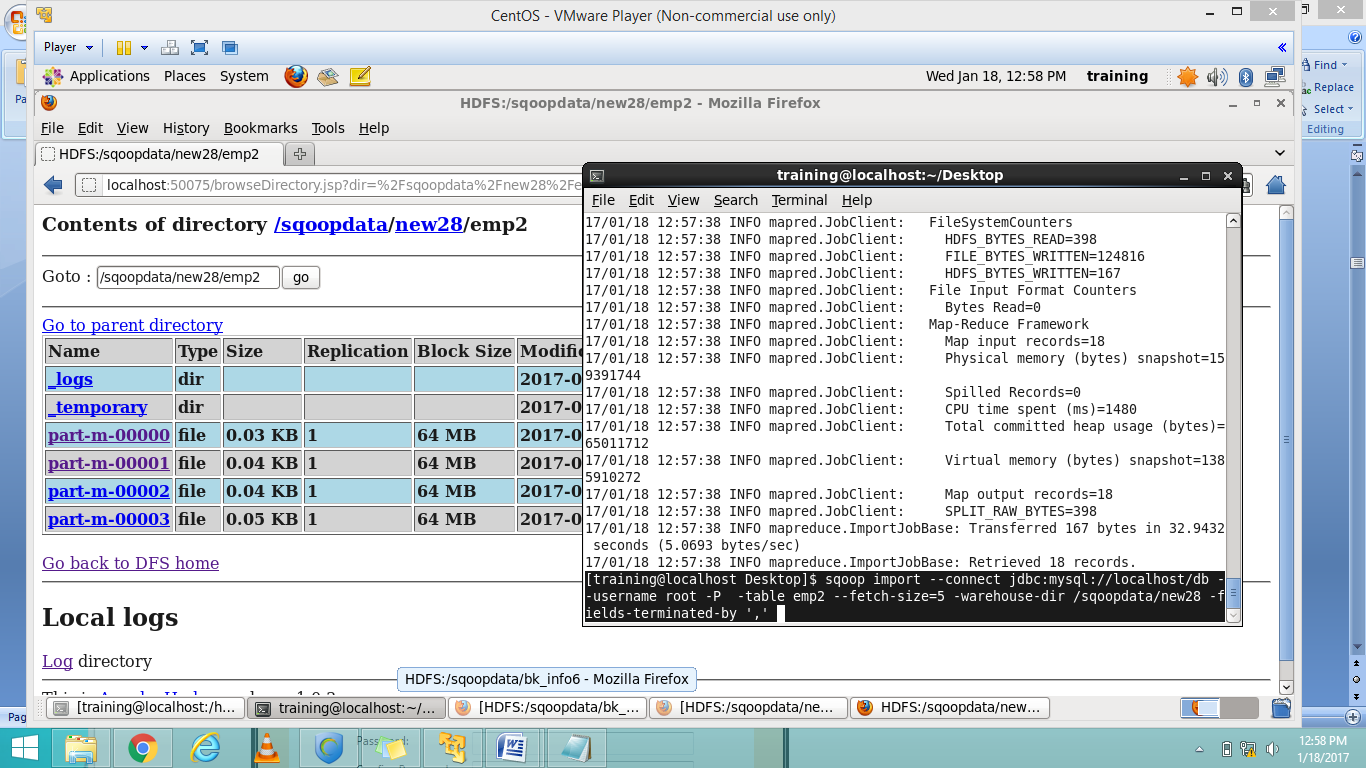 CentOS - VMware Player (Non-commercial use only)
Player
Applications Places System
Wed Jan 18, 12:58 PM training
HDFS:/sqoopdata/new28/emp2 - Mozilla Firefox
File Edit View History Bookmarks Tools Help
HDFS:/sqoopdata/new28/emp2
localhost:50075/browseDirectory.jsp?dir=%2Fsqoopdata%2Fnew28%2Fe
Contents of directory /sqoopdata/new28/emp2
Goto : /sqoopdata/new28/emp2 go
Go to parent directory
Name Type Size Replication Block Size Modific
_logs dir 2017-0
_temporary dir 2017-0
part-m-00000 file 0.03 KB 1 64 MB 2017-0
part-m-00001 file 0.04 KB 1 64 MB 2017-0
part-m-00002 file 0.04 KB 1 64 MB 2017-0
part-m-00003 file 0.05 KB 1 64 MB 2017-0
Go back to DFS home
Local logs
Log directory
training@localhost:~/Desktop
File Edit View Search Terminal Help
17/01/18 12:57:38 INFO mapred.JobClient:   FileSystemCounters
17/01/18 12:57:38 INFO mapred.JobClient:     HDFS_BYTES_READ=398
17/01/18 12:57:38 INFO mapred.JobClient:     FILE_BYTES_WRITTEN=124816
17/01/18 12:57:38 INFO mapred.JobClient:     HDFS_BYTES_WRITTEN=167
17/01/18 12:57:38 INFO mapred.JobClient:   File Input Format Counters
17/01/18 12:57:38 INFO mapred.JobClient:     Bytes Read=0
17/01/18 12:57:38 INFO mapred.JobClient:   Map-Reduce Framework
17/01/18 12:57:38 INFO mapred.JobClient:     Map input records=18
17/01/18 12:57:38 INFO mapred.JobClient:     Physical memory (bytes) snapshot=15
9391744
17/01/18 12:57:38 INFO mapred.JobClient:     Spilled Records=0
17/01/18 12:57:38 INFO mapred.JobClient:     CPU time spent (ms)=1480
17/01/18 12:57:38 INFO mapred.JobClient:     Total committed heap usage (bytes)=
65011712
17/01/18 12:57:38 INFO mapred.JobClient:     Virtual memory (bytes) snapshot=138
5910272
17/01/18 12:57:38 INFO mapred.JobClient:     Map output records=18
17/01/18 12:57:38 INFO mapred.JobClient:     SPLIT_RAW_BYTES=398
17/01/18 12:57:38 INFO mapreduce.ImportJobBase: Transferred 167 bytes in 32.9432
 seconds (5.0693 bytes/sec)
17/01/18 12:57:38 INFO mapreduce.ImportJobBase: Retrieved 18 records.
[training@localhost Desktop]$ sqoop import --connect jdbc:mysql://localhost/db -
-username root -P  -table emp2 --fetch-size=5 -warehouse-dir /sqoopdata/new28 -f
ields-terminated-by ','
HDFS:/sqoopdata/bk_info6 - Mozilla Firefox
[training@localhost:/h...
training@localhost:~/...
[HDFS:/sqoopdata/bk_...
[HDFS:/sqoopdata/ne...
HDFS:/sqoopdata/new...
Find
Replace
Select
Editing
Pa
Pag
Password:
12:58 PM
1/18/2017